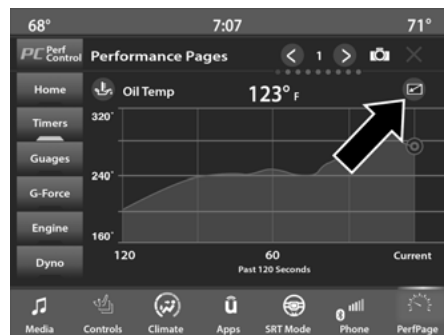 68°
7:07
71°
PC Perf Control
Performance Pages
1
Home
Oil Temp
123° F
Timers
320°
Guages
240°
G-Force
Engine
160°
Dyno
120
60
Current
Past 120 Seconds
Media
Controls
Climate
û Apps
SRT Mode
Phone
PerfPage